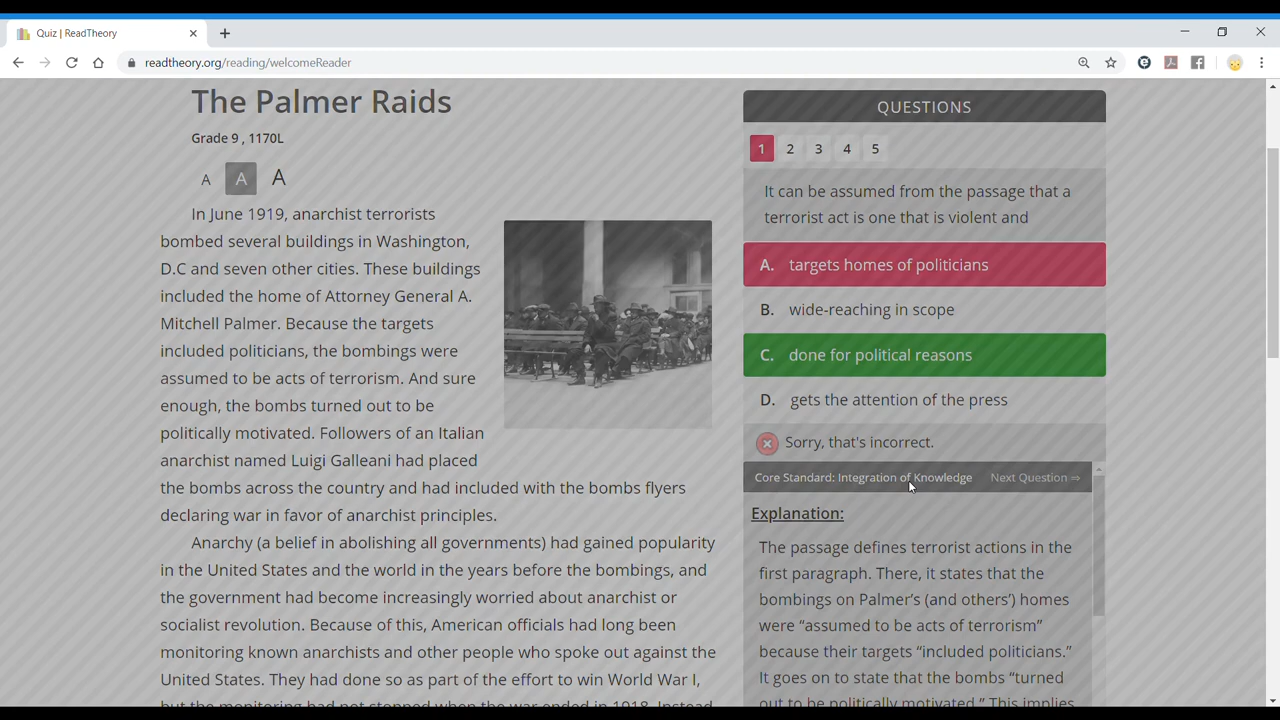 Quiz | ReadTheory
readtheory.org/reading/welcomeReader
The Palmer Raids
Grade 9 , 1170L
A A A
In June 1919, anarchist terrorists
bombed several buildings in Washington,
D.C and seven other cities. These buildings
included the home of Attorney General A.
Mitchell Palmer. Because the targets
included politicians, the bombings were
assumed to be acts of terrorism. And sure
enough, the bombs turned out to be
politically motivated. Followers of an Italian
anarchist named Luigi Galleani had placed
the bombs across the country and had included with the bombs flyers
declaring war in favor of anarchist principles.
Anarchy (a belief in abolishing all governments) had gained popularity
in the United States and the world in the years before the bombings, and
the government had become increasingly worried about anarchist or
socialist revolution. Because of this, American officials had long been
monitoring known anarchists and other people who spoke out against the
United States. They had done so as part of the effort to win World War I,
but the monitoring had not stopped when the war ended in 1918. Instead
QUESTIONS
1 2 3 4 5
It can be assumed from the passage that a
terrorist act is one that is violent and
A. targets homes of politicians
B. wide-reaching in scope
C. done for political reasons
D. gets the attention of the press
Sorry, that's incorrect.
Core Standard: Integration of Knowledge Next Question ⇒
Explanation:
The passage defines terrorist actions in the
first paragraph. There, it states that the
bombings on Palmer’s (and others’) homes
were “assumed to be acts of terrorism”
because their targets “included politicians.”
It goes on to state that the bombs “turned
out to be politically motivated.” This implies